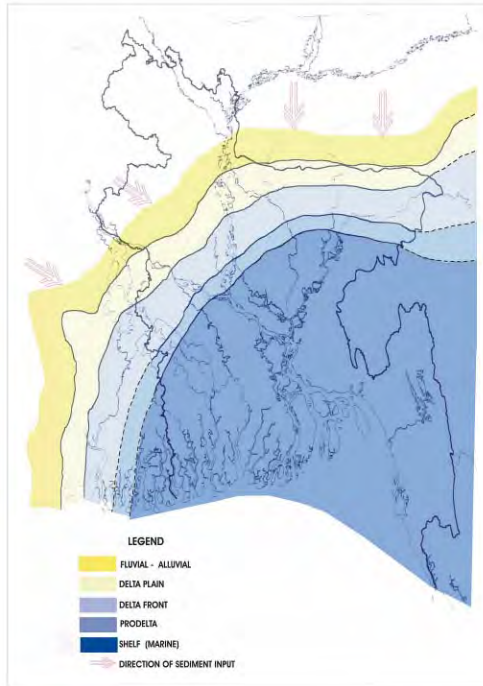 LEGEND
FLUVIAL - ALLUVIAL
DELTA PLAIN
DELTA FRONT
PRODELTA
SHELF (MARINE)
DIRECTION OF SEDIMENT INPUT